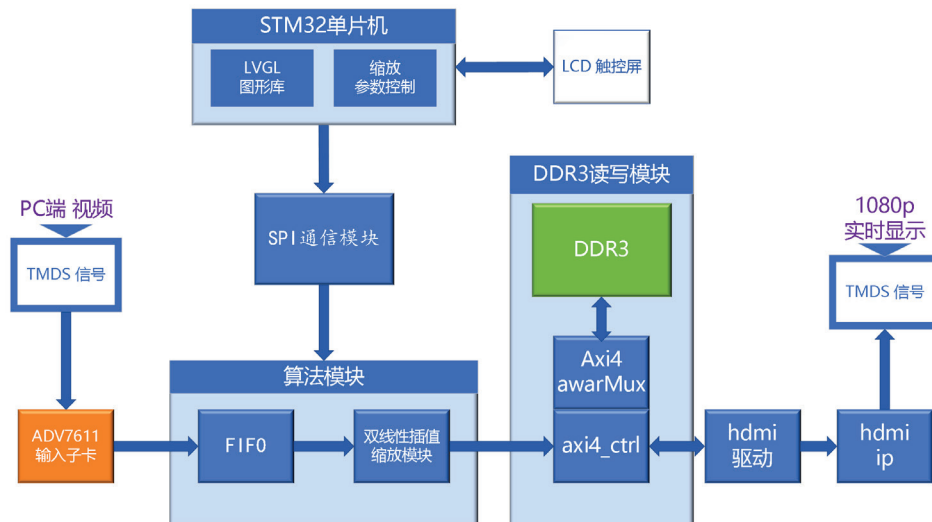 STM32单片机
LVGL
图形库
缩放
参数控制
LCD 触控屏
SPI通信模块
DDR3读写模块
DDR3
Axi4
awarMux
axi4_ctrl
PC端 视频
TMDS 信号
ADV7611
输入子卡
算法模块
FIFO
双线性插值
缩放模块
hdmi
驱动
hdmi
ip
1080p
实时显示
TMDS 信号